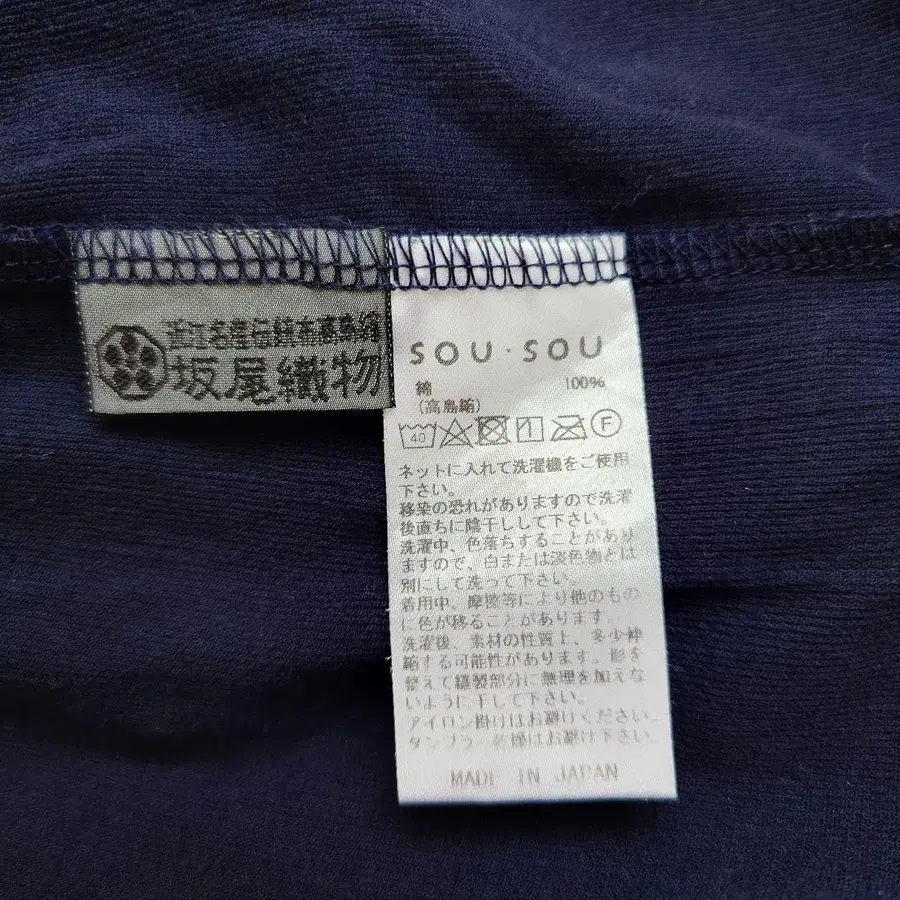 近江名産伝統布高島縮
坂尾織物
SOU・SOU
綿 100%
(高島縮)
40 1 F
ネットに入れて洗濯機をご使用
下さい。
移染の恐れがありますので洗濯
後直ちに陰干しして下さい。
洗濯中、色落ちすることがあり
ますので、白または淡色物とは
別にして洗って下さい。
着用中、摩擦等により他のもの
に色が移ることがあります。
洗濯後、素材の性質上、多少伸
縮する可能性があります。形を
整えて縫製部分に無理を加えな
いように干して下さい。
アイロン掛けはお避けください。
タンブラー乾燥はお避け下さい。
MADE IN JAPAN